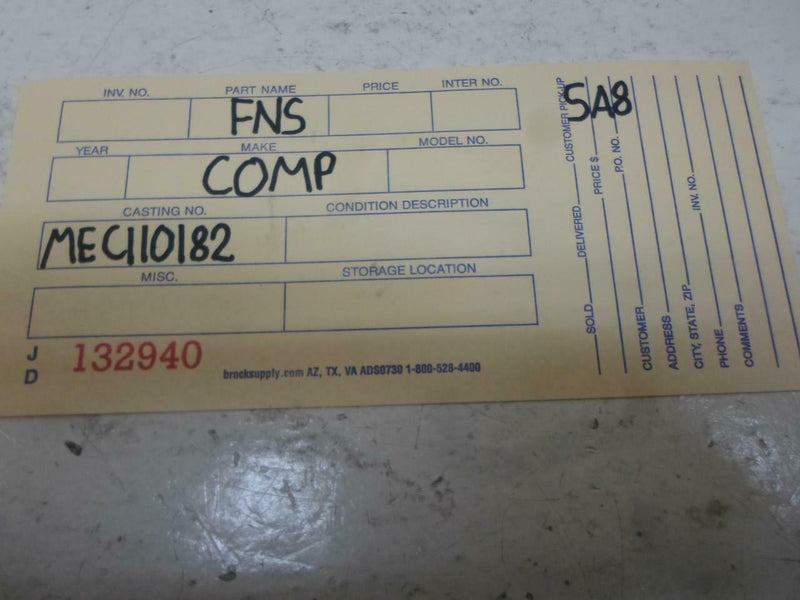 INV. NO. PART NAME PRICE INTER NO.
FNS
YEAR MAKE MODEL NO.
COMP
CASTING NO. CONDITION DESCRIPTION
MEC110182
MISC. STORAGE LOCATION
J
D
132940
brocksupply.com AZ, TX, VA ADS0730 1-800-528-4400
5A8
SOLD DELIVERED CUSTOMER PICK-UP
PRICE $
P.O. NO.
CUSTOMER
ADDRESS
CITY, STATE, ZIP INV. NO.
PHONE
COMMENTS